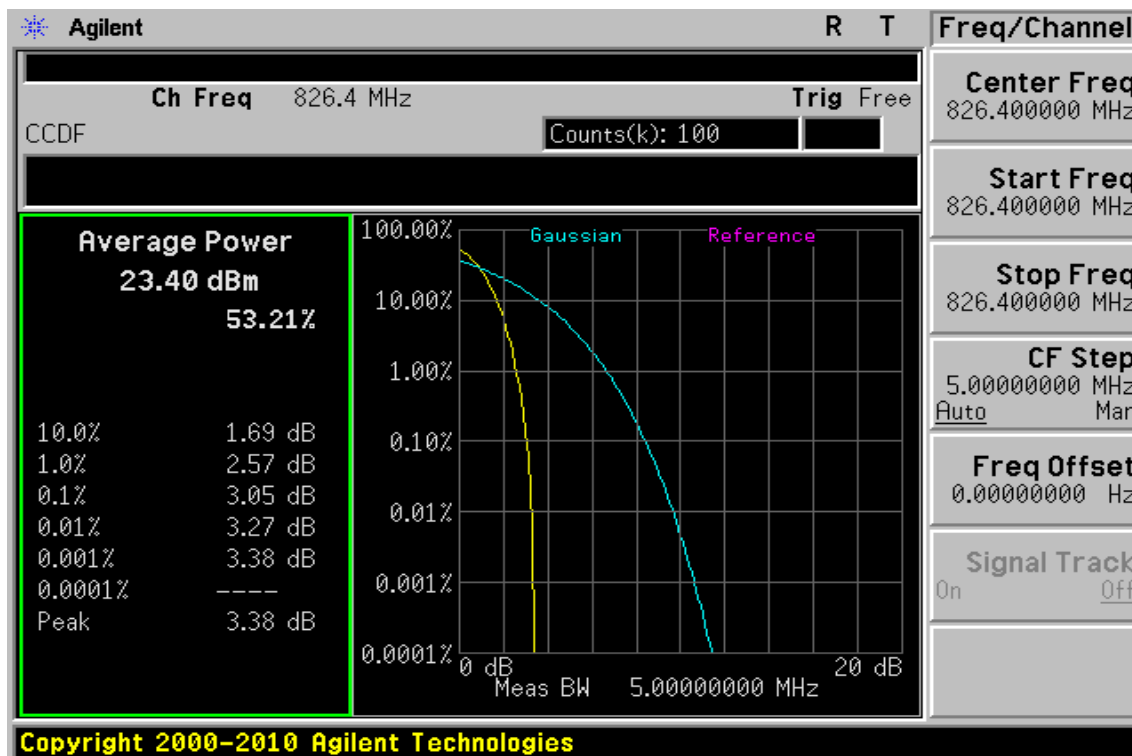 Agilent R T
Freq/Channel
Ch Freq 826.4 MHz Trig Free
CCDF Counts(k): 100
Average Power
23.40 dBm
53.21%
10.0% 1.69 dB
1.0% 2.57 dB
0.1% 3.05 dB
0.01% 3.27 dB
0.001% 3.38 dB
0.0001% ----
Peak 3.38 dB
Gaussian Reference
100.00%
10.00%
1.00%
0.10%
0.01%
0.001%
0.0001%
0 dB 20 dB
Meas BW 5.00000000 MHz
Center Freq
826.400000 MHz
Start Freq
826.400000 MHz
Stop Freq
826.400000 MHz
CF Step
5.00000000 MHz
Auto Man
Freq Offset
0.00000000 Hz
Signal Track
On Off
Copyright 2000-2010 Agilent Technologies